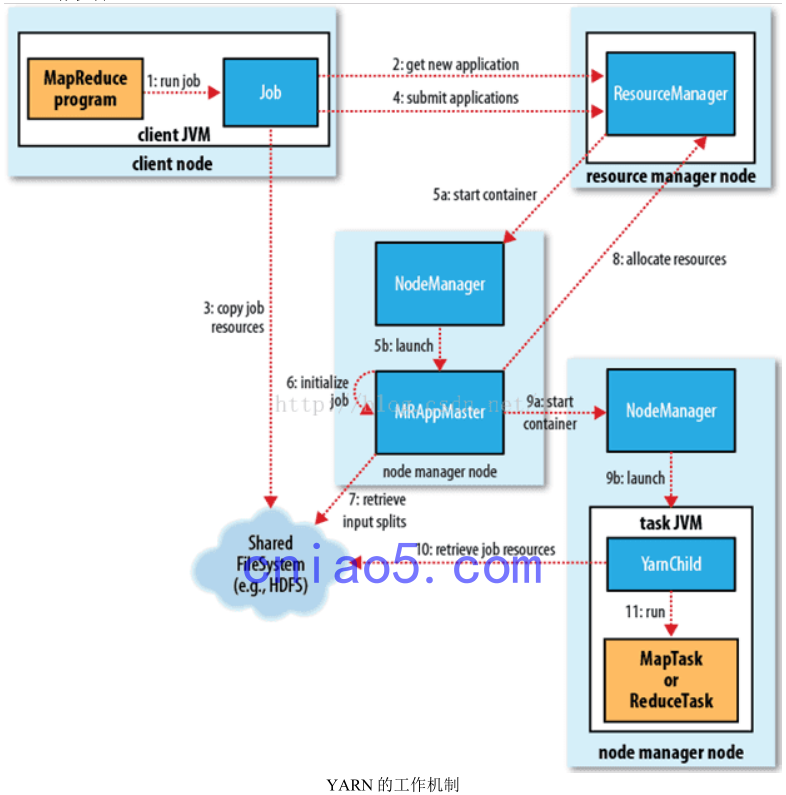 MapReduce
program
1: run job
Job
client JVM
client node
2: get new application
4: submit applications
ResourceManager
resource manager node
5a: start container
8: allocate resources
3: copy job
resources
NodeManager
5b: launch
6: initialize
job
MRAppMaster
node manager node
9a: start
container
NodeManager
9b: launch
http://blog.csdn.net
7: retrieve
input splits
Shared
FileSystem
(e.g., HDFS)
cniao5.com
10: retrieve job resources
task JVM
YarnChild
11: run
MapTask
or
ReduceTask
node manager node
YARN 的工作机制